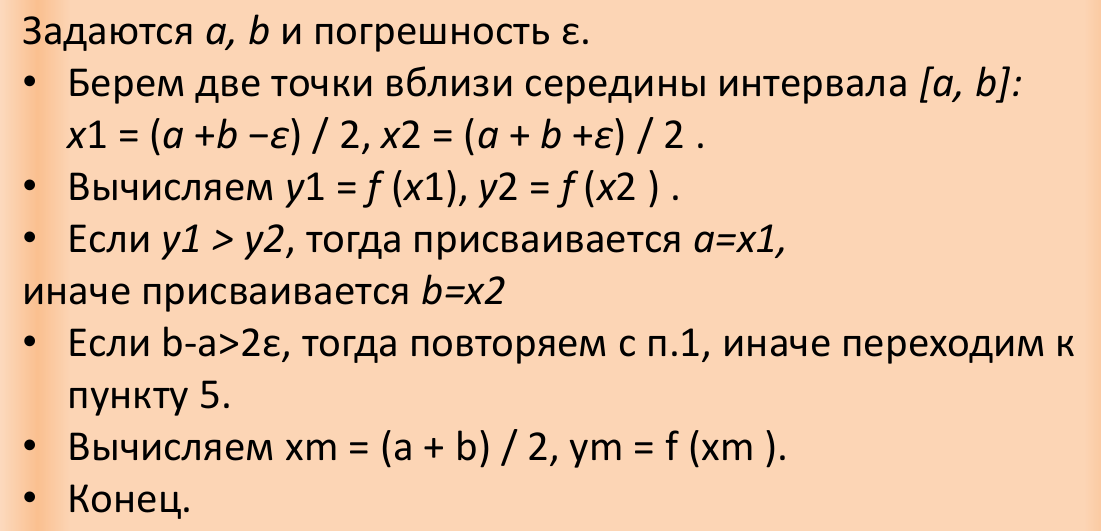 Задаются a, b и погрешность ε.
• Берем две точки вблизи середины интервала [a, b]:
x1 = (a +b −ε) / 2, x2 = (a + b +ε) / 2 .
• Вычисляем y1 = f (x1), y2 = f (x2 ) .
• Если y1 > y2, тогда присваивается a=x1,
иначе присваивается b=x2
• Если b-a>2ε, тогда повторяем с п.1, иначе переходим к
пункту 5.
• Вычисляем xm = (a + b) / 2, ym = f (xm ).
• Конец.